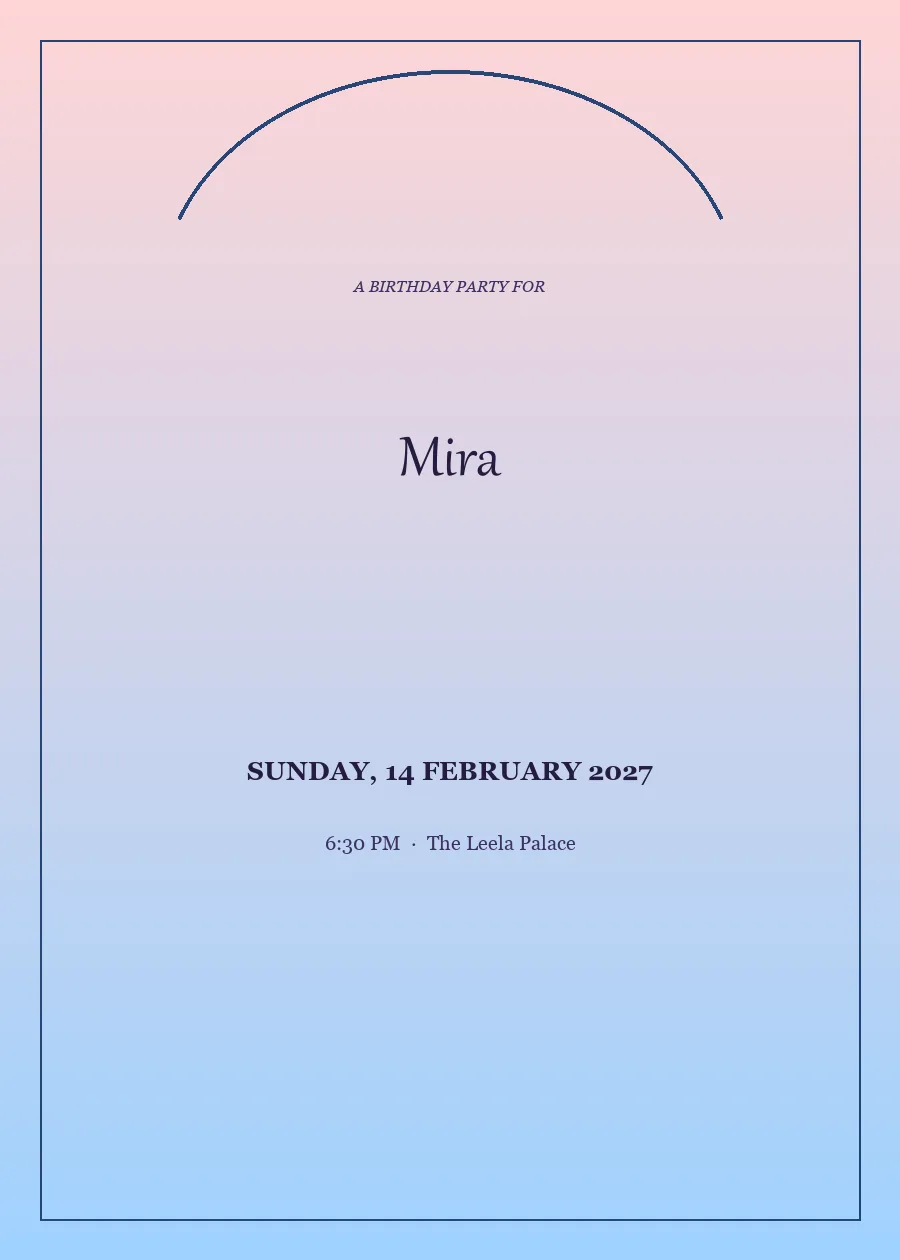 A BIRTHDAY PARTY FOR
Mira
SUNDAY, 14 FEBRUARY 2027
6:30 PM · The Leela Palace